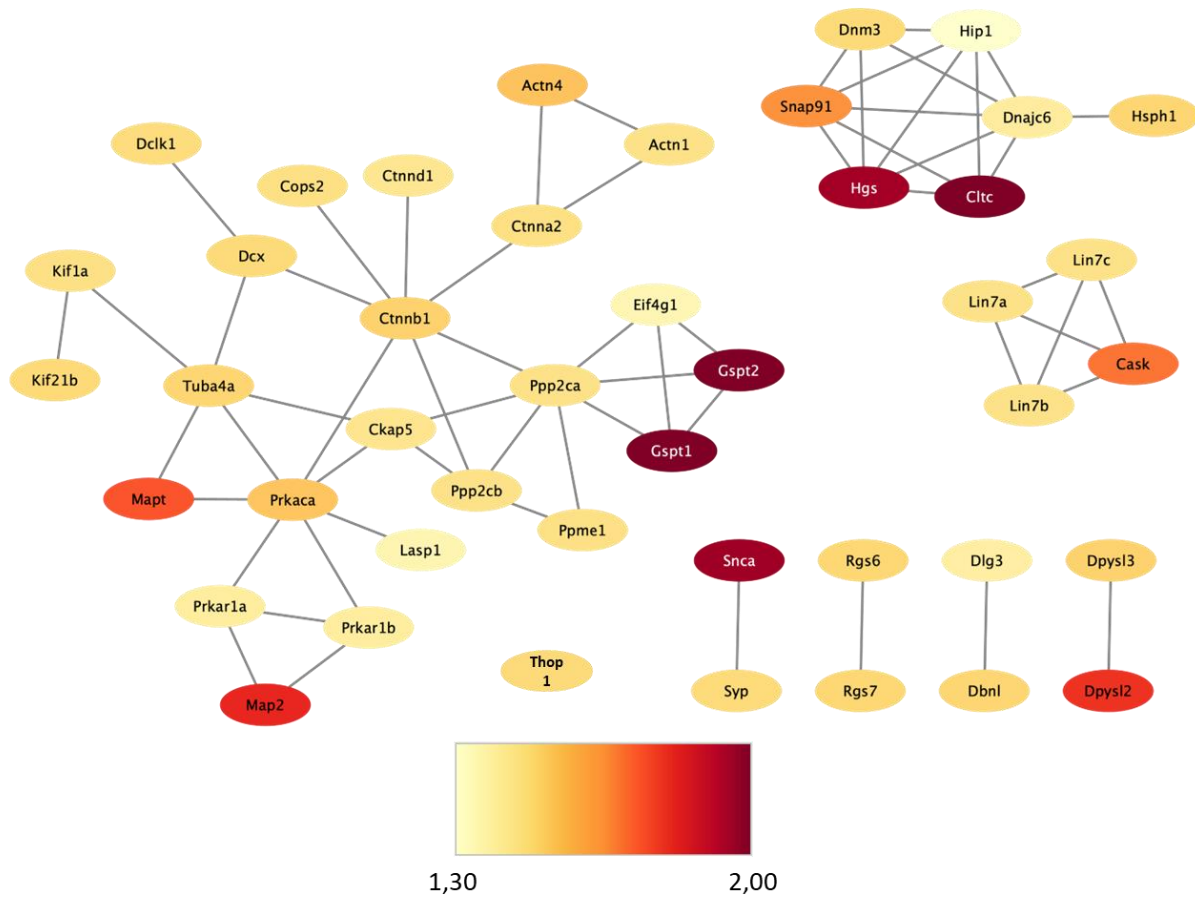 Dnm3
Hip1
Actn4
Snap91
Dnajc6
Hsph1
Dclk1
Actn1
Cops2
Ctnnd1
Hgs
Cltc
Ctnna2
Dcx
Kif1a
Lin7c
Lin7a
Ctnnb1
Eif4g1
Kif21b
Tuba4a
Ppp2ca
Gspt2
Cask
Lin7b
Ckap5
Gspt1
Mapt
Prkaca
Ppp2cb
Ppme1
Lasp1
Snca
Rgs6
Dlg3
Dpysl3
Prkar1a
Prkar1b
Thop
1
Map2
Syp
Rgs7
Dbnl
Dpysl2
1,30
2,00